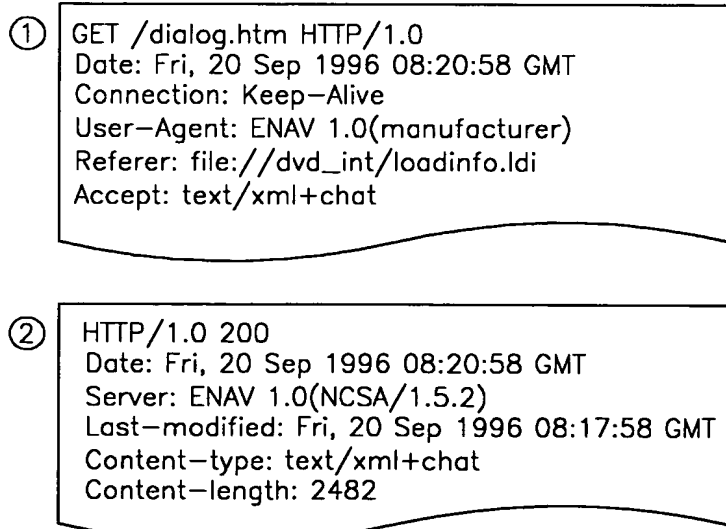 ① GET /dialog.htm HTTP/1.0
Date: Fri, 20 Sep 1996 08:20:58 GMT
Connection: Keep-Alive
User-Agent: ENAV 1.0(manufacturer)
Referer: file://dvd_int/loadinfo.ldi
Accept: text/xml+chat
② HTTP/1.0 200
Date: Fri, 20 Sep 1996 08:20:58 GMT
Server: ENAV 1.0(NCSA/1.5.2)
Last-modified: Fri, 20 Sep 1996 08:17:58 GMT
Content-type: text/xml+chat
Content-length: 2482